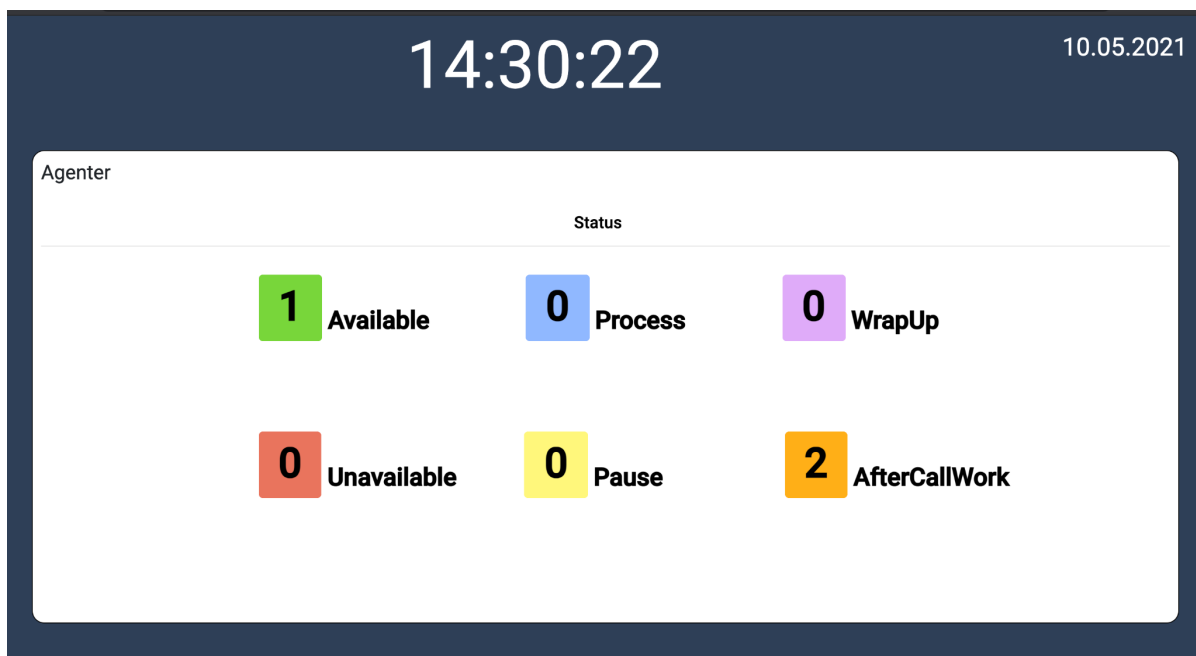 14:30:22
10.05.2021
Agenter
Status
1 Available 0 Process 0 WrapUp
0 Unavailable 0 Pause 2 AfterCallWork